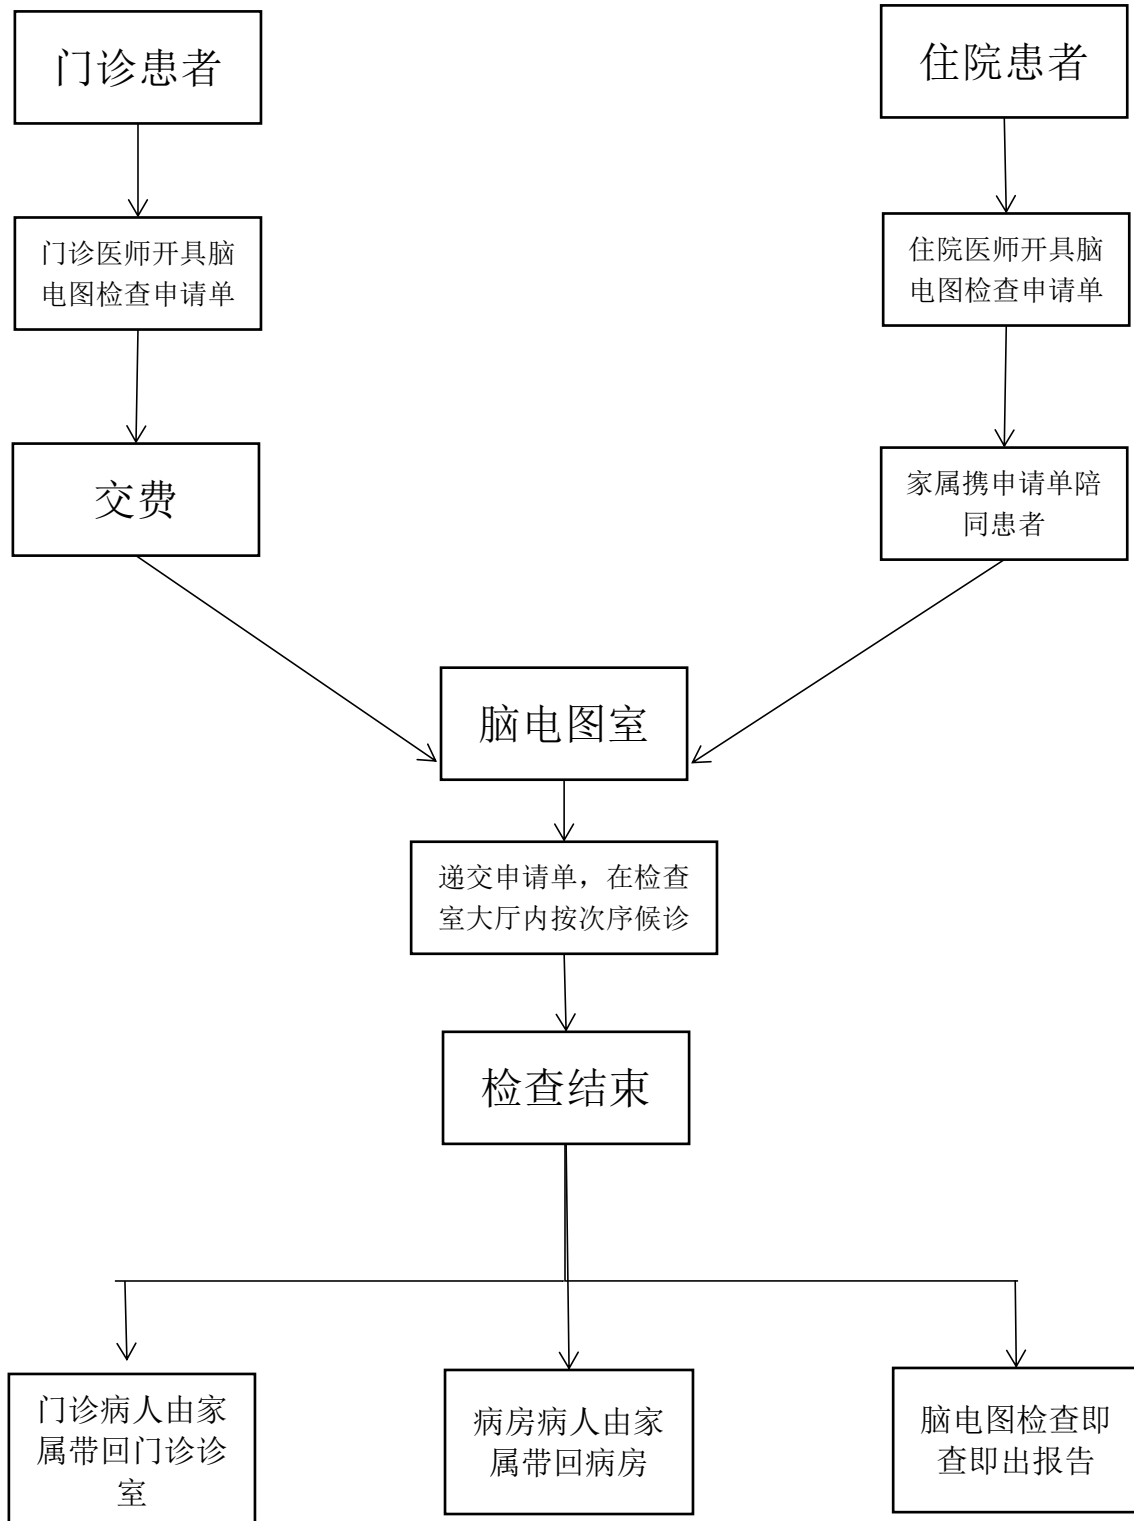 门诊患者
住院患者
门诊医师开具脑
电图检查申请单
住院医师开具脑
电图检查申请单
交费
家属携申请单陪
同患者
脑电图室
递交申请单，在检查
室大厅内按次序候诊
检查结束
门诊病人由家
属带回门诊诊
室
病房病人由家
属带回病房
脑电图检查即
查即出报告